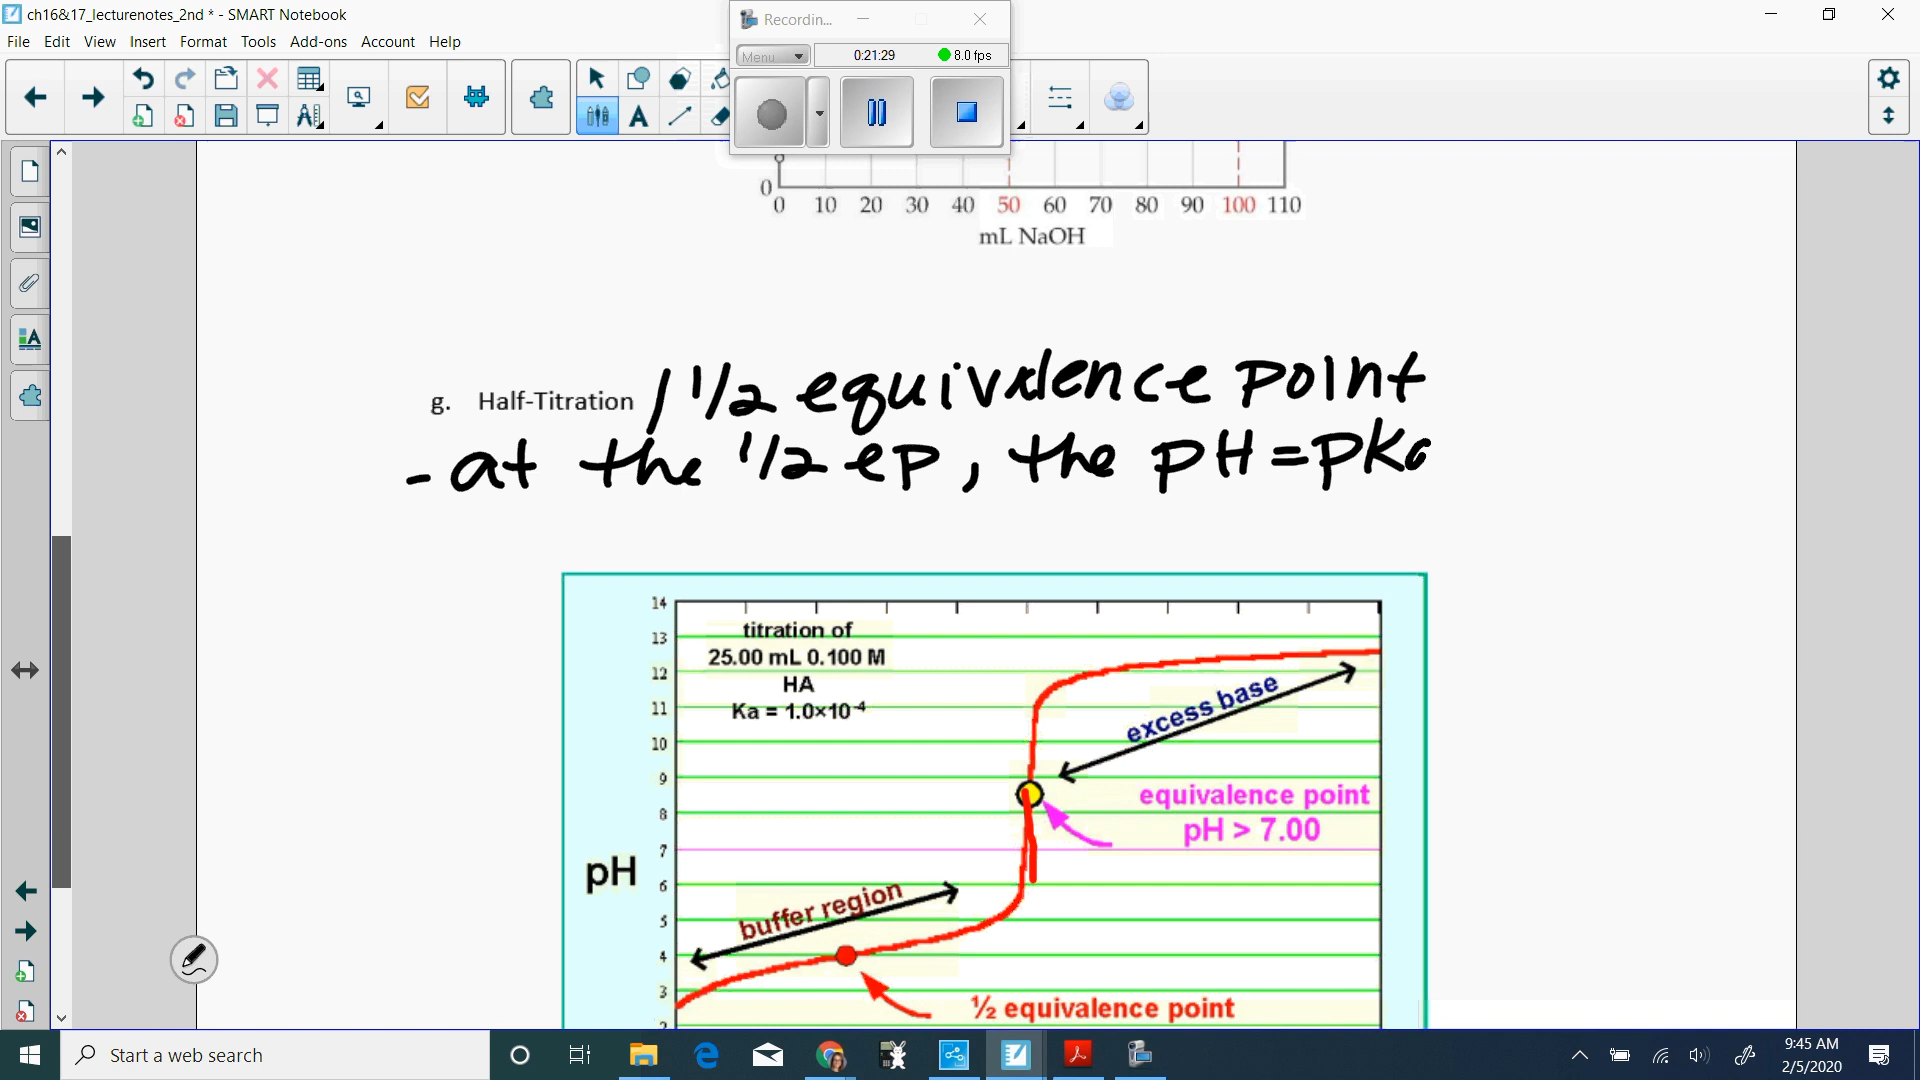 ch16&17_lecturenotes_2nd * - SMART Notebook
File Edit View Insert Format Tools Add-ons Account Help
Recordin...
Menu
0:21:29
8.0 fps
A
0
0 10 20 30 40 50 60 70 80 90 100 110
mL NaOH
g. Half-Titration / 1/2 equivalence point
- at the 1/2 ep, the pH = pKa
14
13
12
11
10
9
8
7
6
5
4
3
2
pH
titration of
25.00 mL 0.100 M
HA
Ka = 1.0×10⁻⁴
excess base
equivalence point
pH > 7.00
buffer region
½ equivalence point
Start a web search
9:45 AM
2/5/2020